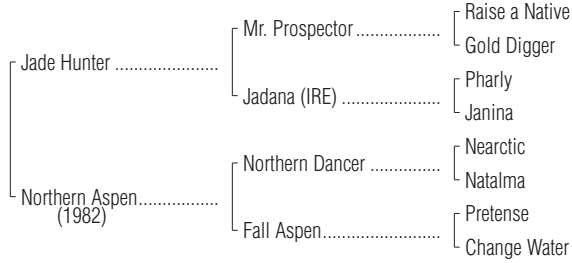 Raise a Native
Mr. Prospector ..................
Gold Digger
Jade Hunter ......................
Pharly
Jadana (IRE) .....................
Janina
Nearctic
Northern Dancer ...............
Natalma
Northern Aspen.................
(1982)
Pretense
Fall Aspen.........................
Change Water